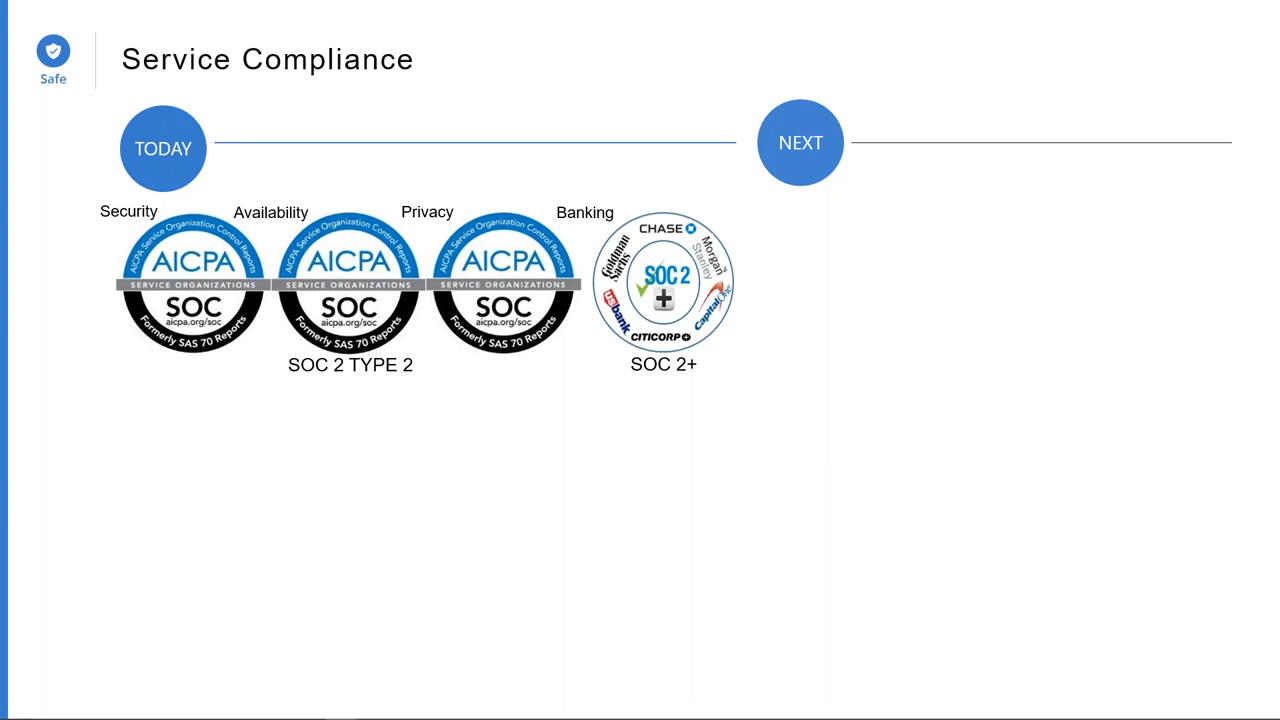 Safe
Service Compliance
TODAY
NEXT
Security
Availability
Privacy
Banking
AICPA Service Organization Control Reports
AICPA
SERVICE ORGANIZATIONS
SOC
aicpa.org/soc
Formerly SAS 70 Reports
AICPA Service Organization Control Reports
AICPA
SERVICE ORGANIZATIONS
SOC
aicpa.org/soc
Formerly SAS 70 Reports
AICPA Service Organization Control Reports
AICPA
SERVICE ORGANIZATIONS
SOC
aicpa.org/soc
Formerly SAS 70 Reports
CHASE
Goldman
Sachs
Morgan
Stanley
SOC 2
usbank
Capital One
CITICORP
SOC 2 TYPE 2
SOC 2+